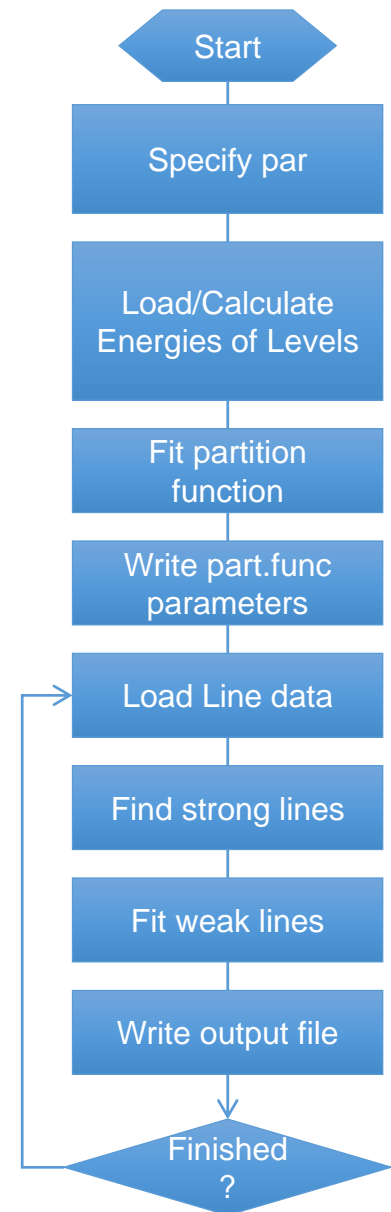 Start
Specify par
Load/Calculate
Energies of Levels
Fit partition
function
Write part.func
parameters
Load Line data
Find strong lines
Fit weak lines
Write output file
Finished
?